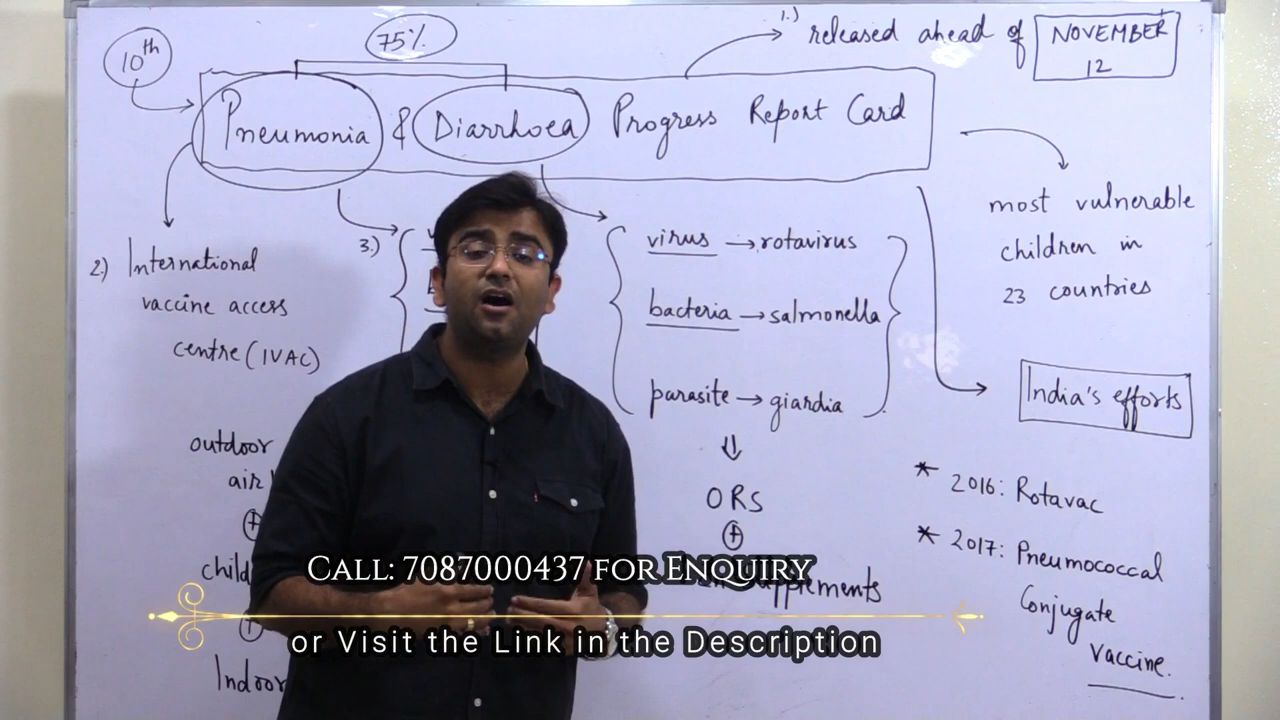 10th
75%
1.) released ahead of NOVEMBER
12
Pneumonia & Diarrhoea Progress Report Card
most vulnerable
children in
23 countries
2) International
vaccine access
centre (IVAC)
3.)
virus → rotavirus
bacteria → salmonella
parasite → giardia
⇓
ORS
+
India's efforts
* 2016: Rotavac
* 2017: Pneumococcal
Conjugate
Vaccine.
outdoor
air
+
+
CALL: 7087000437 FOR ENQUIRY
or Visit the Link in the Description